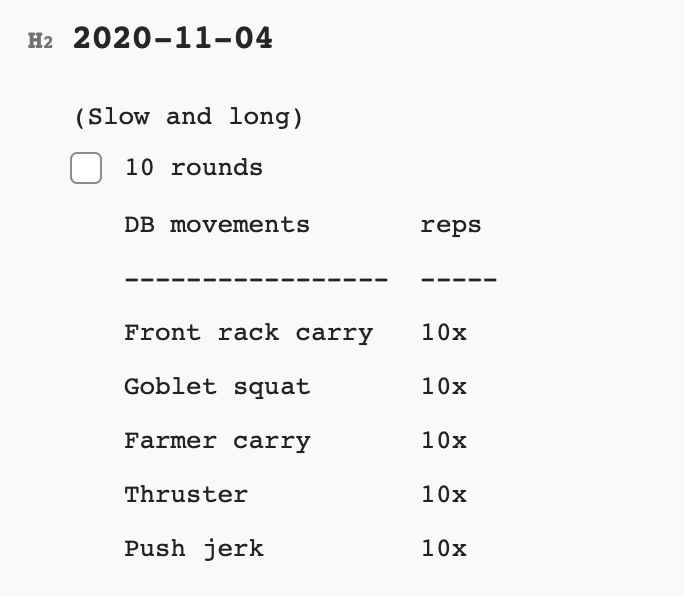 H2 2020-11-04
(Slow and long)
10 rounds
DB movements reps
----------------- -----
Front rack carry 10x
Goblet squat 10x
Farmer carry 10x
Thruster 10x
Push jerk 10x